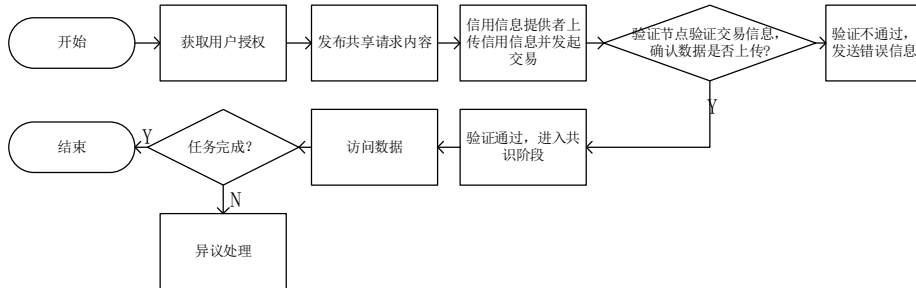 开始
获取用户授权
发布共享请求内容
信用信息提供者上
传信用信息并发起
交易
验证节点验证交易信息,
确认数据是否上传?
验证不通过,
发送错误信息
Y
结束
Y
任务完成?
访问数据
验证通过, 进入共
识阶段
N
异议处理